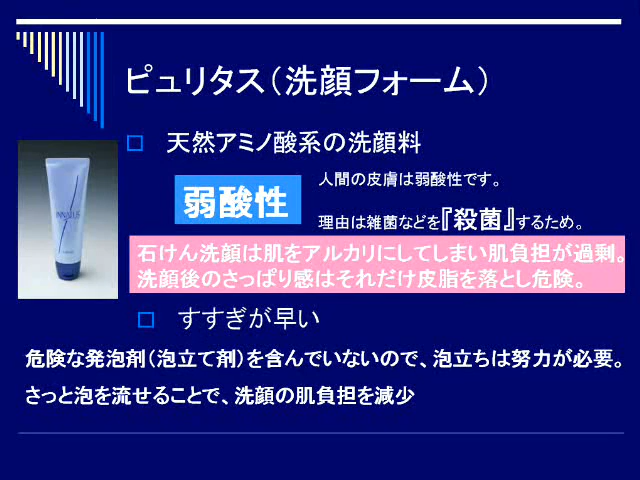 ピュリタス（洗顔フォーム）
天然アミノ酸系の洗顔料
弱酸性
人間の皮膚は弱酸性です。
理由は雑菌などを『殺菌』するため。
石けん洗顔は肌をアルカリにしてしまい肌負担が過剰。
洗顔後のさっぱり感はそれだけ皮脂を落とし危険。
すすぎが早い
危険な発泡剤（泡立て剤）を含んでいないので、泡立ちは努力が必要。
さっと泡を流せることで、洗顔の肌負担を減少